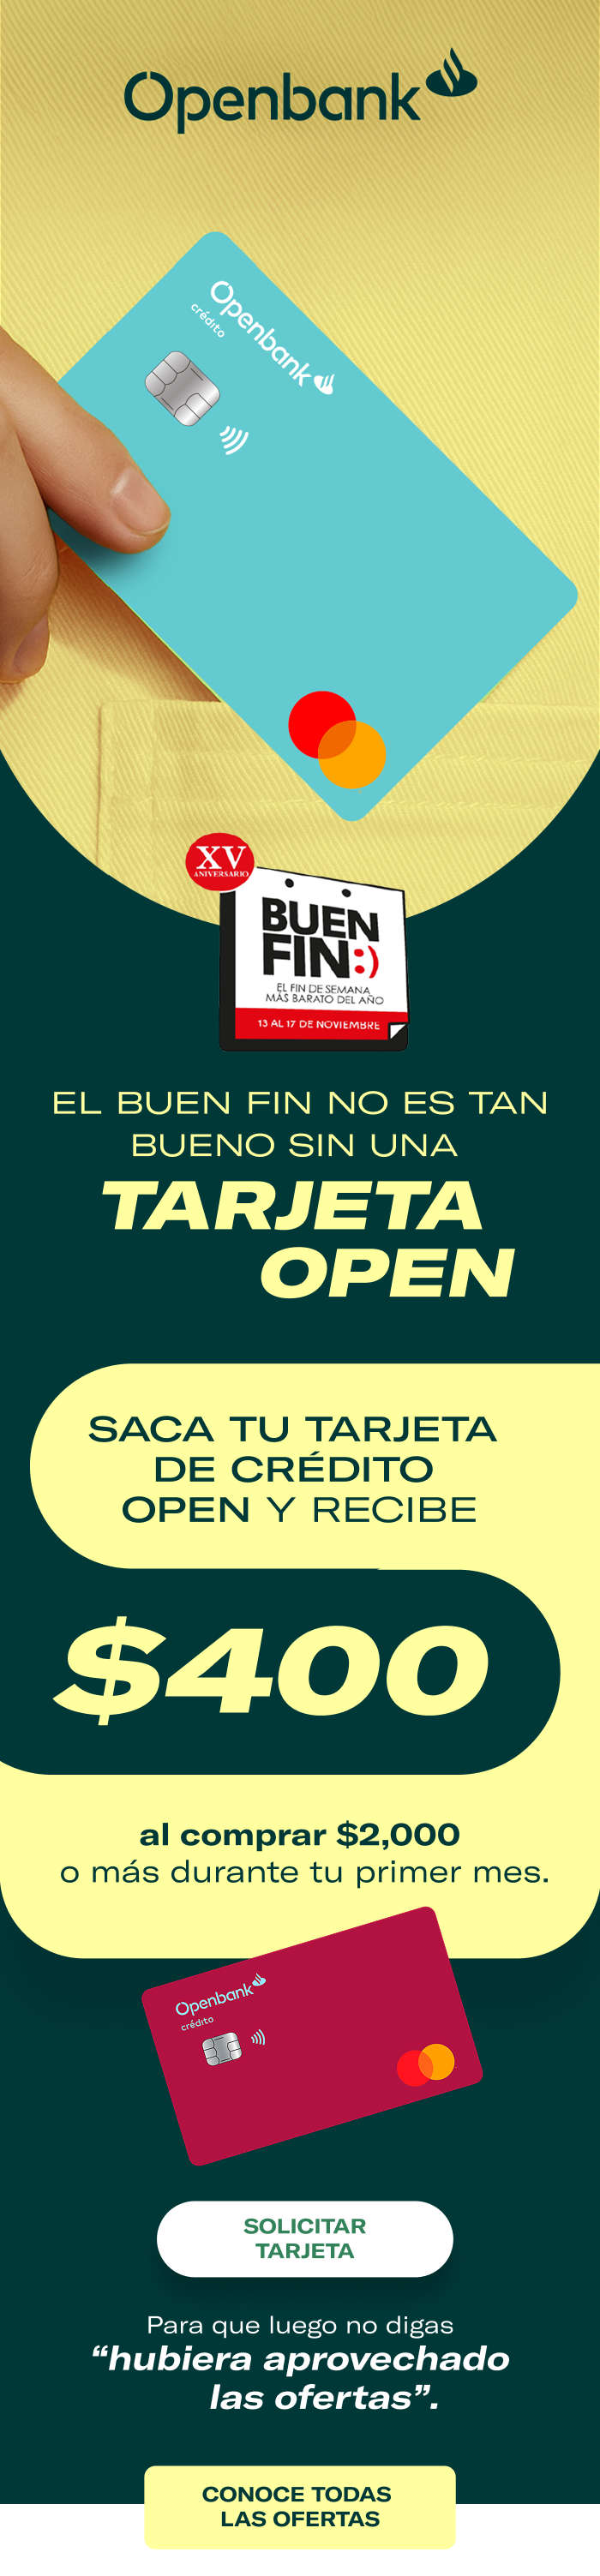 Openbank
Openbank
crédito
XV
ANIVERSARIO
BUEN
FIN:)
EL FIN DE SEMANA
MÁS BARATO DEL AÑO
13 AL 17 DE NOVIEMBRE
EL BUEN FIN NO ES TAN
BUENO SIN UNA
TARJETA
OPEN
SACA TU TARJETA
DE CRÉDITO
OPEN Y RECIBE
$400
al comprar $2,000
o más durante tu primer mes.
Openbank
crédito
SOLICITAR
TARJETA
Para que luego no digas
“hubiera aprovechado
las ofertas”.
CONOCE TODAS
LAS OFERTAS